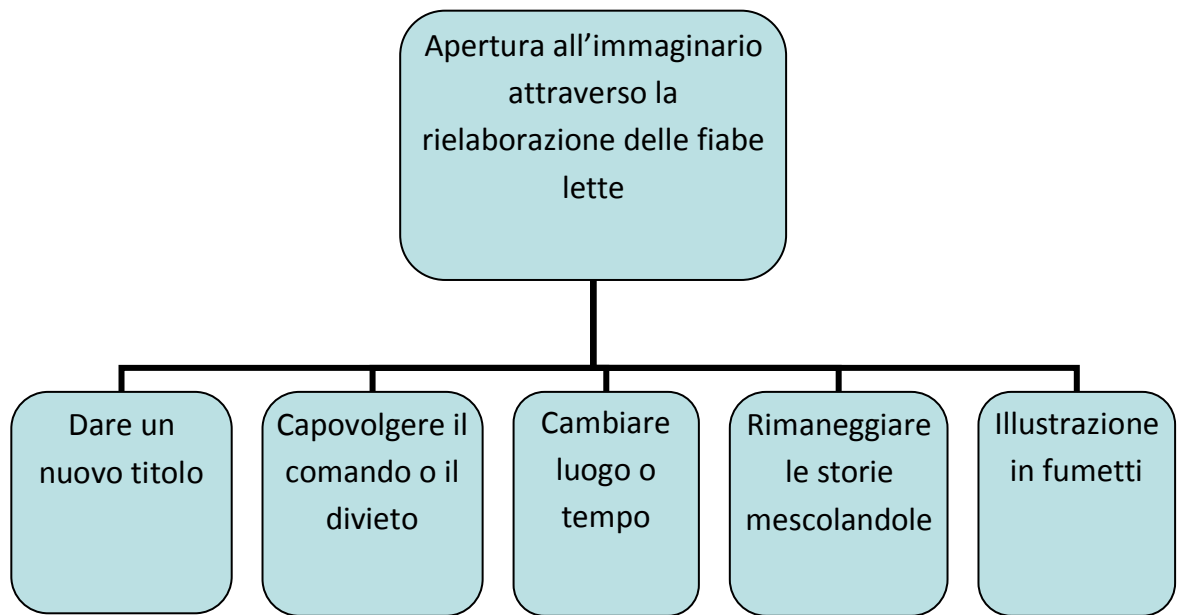 Apertura all’immaginario
attraverso la
rielaborazione delle fiabe
lette
Dare un
nuovo titolo
Capovolgere il
comando o il
divieto
Cambiare
luogo o
tempo
Rimaneggiare
le storie
mescolandole
Illustrazione
in fumetti